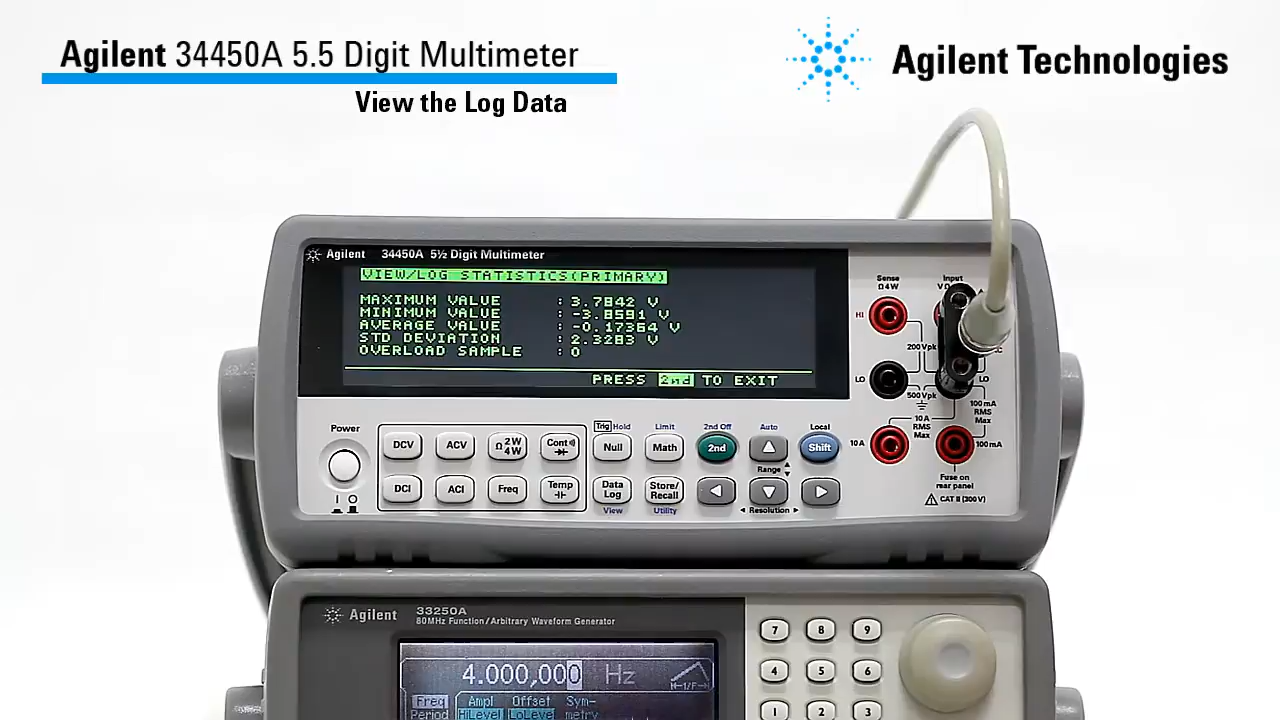 Agilent 34450A 5.5 Digit Multimeter
Agilent Technologies
View the Log Data
Agilent 34450A 5½ Digit Multimeter
VIEW/LOG STATISTICS(PRIMARY)
MAXIMUM VALUE : 3.7842 V
MINIMUM VALUE : -3.8591 V
AVERAGE VALUE : -0.17364 V
STD DEVIATION : 2.3283 V
OVERLOAD SAMPLE : 0
PRESS 2nd TO EXIT
Sense
Ω 4W
Input
HI
200 Vpk
LO
LO
500 Vpk
10 A
RMS
Max
100 mA
RMS
Max
10 A
100 mA
Fuse on
rear panel
CAT II (300 V)
Power
I O
DCV
ACV
Ω 2W
4W
Cont
DCI
ACI
Freq
Temp
Trig Hold
Limit
2nd Off
Auto
Local
Null
Math
2nd
Shift
Range
Data
Log
Store/
Recall
View
Utility
Resolution
Agilent
33250A
80MHz Function/Arbitrary Waveform Generator
4.000,000 Hz
Freq
Period
Ampl
HiLevel
Offset
LoLevel
Sym-
metry
7 8 9
4 5 6
1 2 3